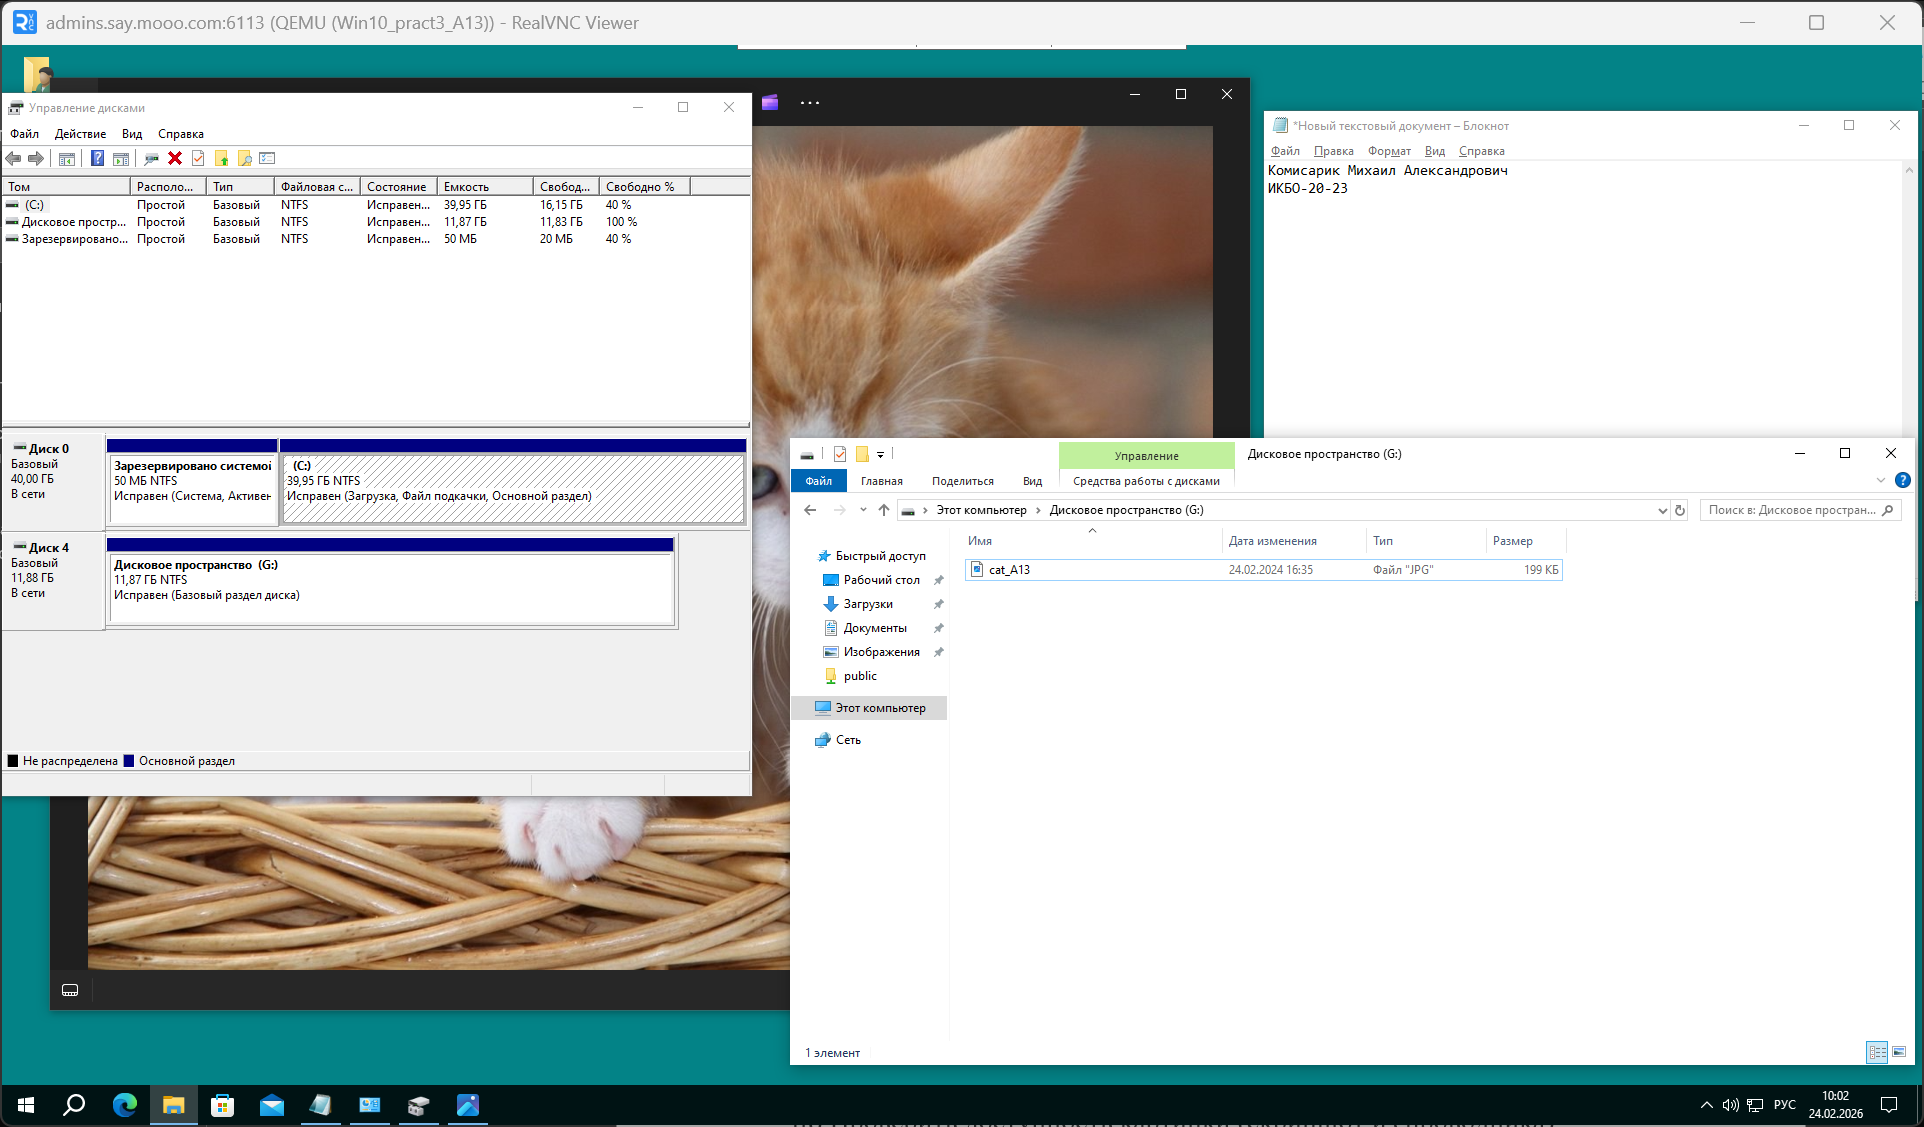 admins.say.mooo.com:6113 (QEMU (Win10_pract3_A13)) - RealVNC Viewer
Управление дисками
Файл Действие Вид Справка
Том Располо... Тип Файловая с... Состояние Емкость Свобод... Свободно %
(C:) Простой Базовый NTFS Исправен... 39,95 ГБ 16,15 ГБ 40 %
Дисковое простр... Простой Базовый NTFS Исправен... 11,87 ГБ 11,83 ГБ 100 %
Зарезервировано... Простой Базовый NTFS Исправен... 50 МБ 20 МБ 40 %
Диск 0
Базовый
40,00 ГБ
В сети
Зарезервировано системой
50 МБ NTFS
Исправен (Система, Активен
(C:)
39,95 ГБ NTFS
Исправен (Загрузка, Файл подкачки, Основной раздел)
Диск 4
Базовый
11,88 ГБ
В сети
Дисковое пространство (G:)
11,87 ГБ NTFS
Исправен (Базовый раздел диска)
Не распределена Основной раздел
*Новый текстовый документ – Блокнот
Файл Правка Формат Вид Справка
Комисарик Михаил Александрович
ИКБО-20-23
Управление Дисковое пространство (G:)
Файл Главная Поделиться Вид Средства работы с дисками
Этот компьютер Дисковое пространство (G:) Поиск в: Дисковое простран...
Имя Дата изменения Тип Размер
cat_A13 24.02.2024 16:35 Файл "JPG" 199 КБ
Быстрый доступ
Рабочий стол
Загрузки
Документы
Изображения
public
Этот компьютер
Сеть
1 элемент
РУС
10:02
24.02.2026